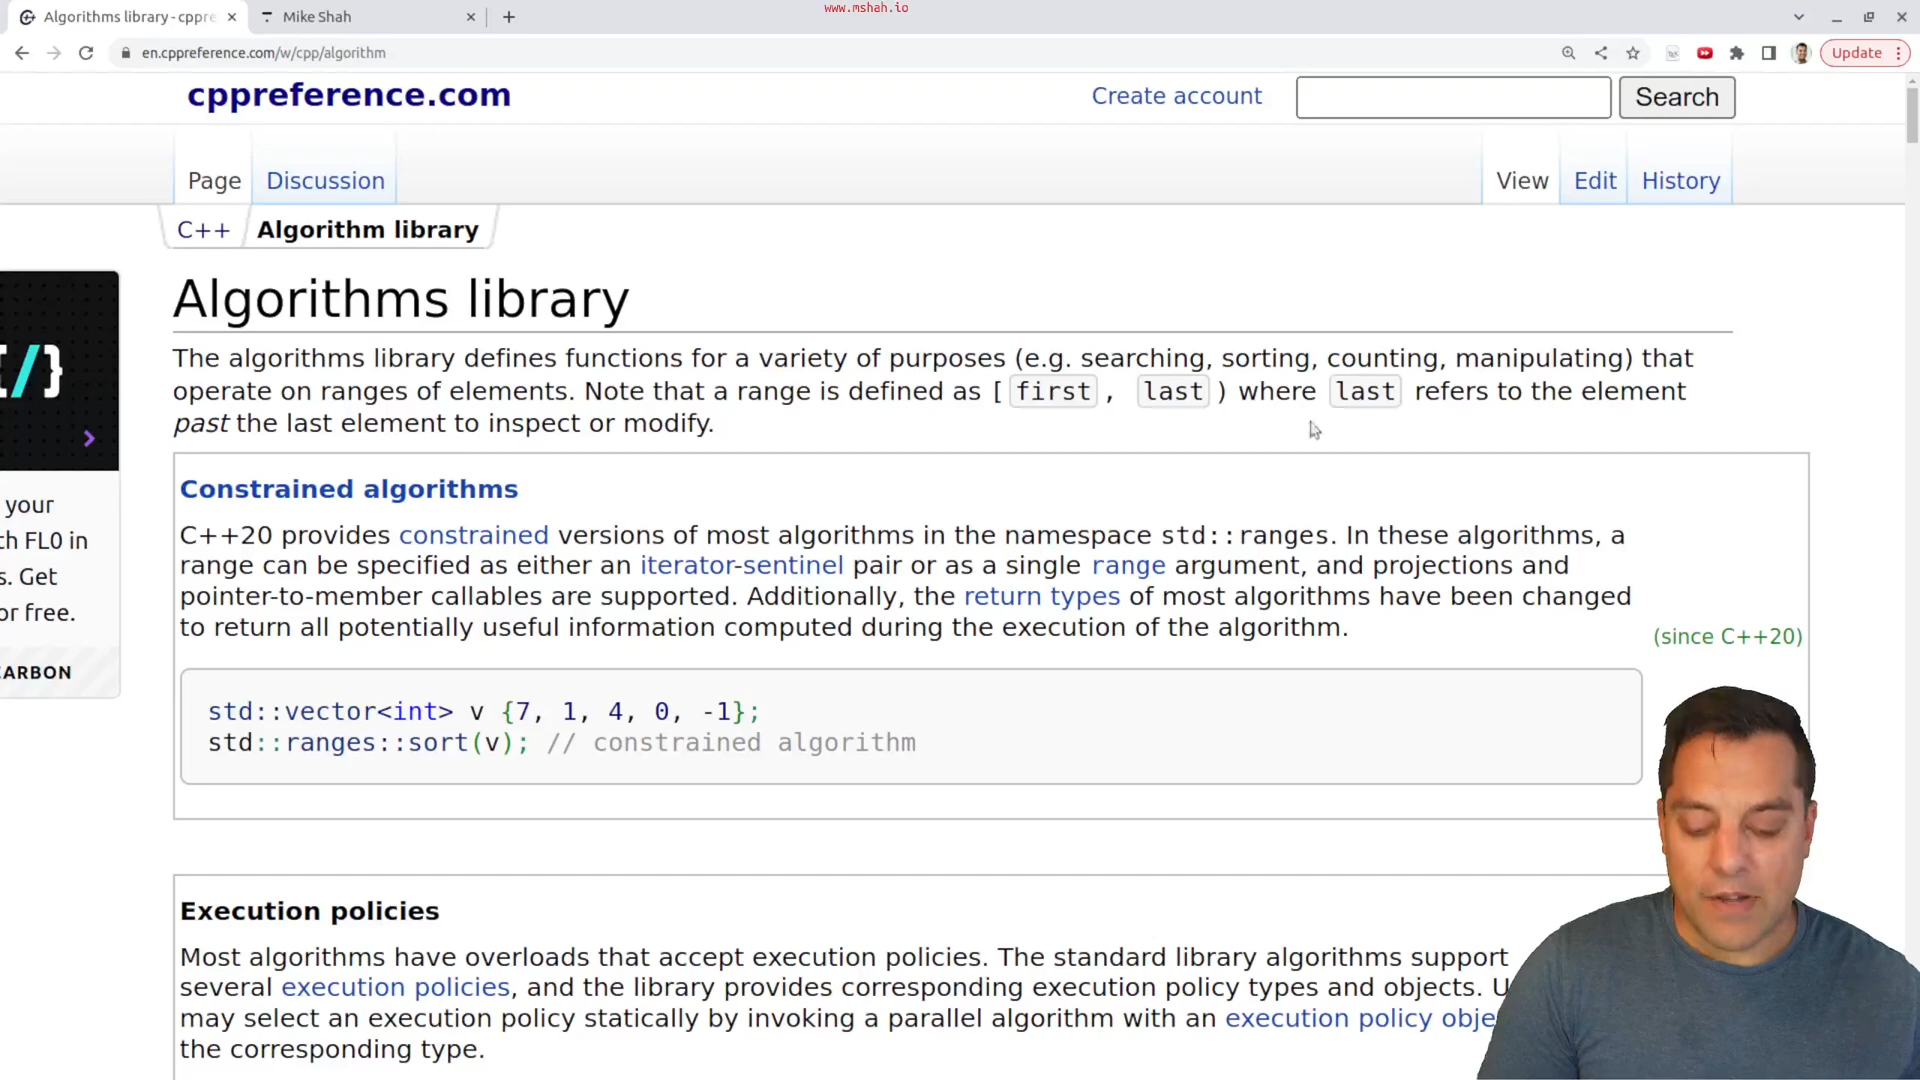 www.mshah.io
Algorithms library - cppre
Mike Shah
en.cppreference.com/w/cpp/algorithm
Update
cppreference.com
Create account
Search
Page
Discussion
View
Edit
History
C++
Algorithm library
Algorithms library
The algorithms library defines functions for a variety of purposes (e.g. searching, sorting, counting, manipulating) that
operate on ranges of elements. Note that a range is defined as [first, last) where last refers to the element
past the last element to inspect or modify.
your
th FL0 in
s. Get
or free.
CARBON
Constrained algorithms
C++20 provides constrained versions of most algorithms in the namespace std::ranges. In these algorithms, a
range can be specified as either an iterator-sentinel pair or as a single range argument, and projections and
pointer-to-member callables are supported. Additionally, the return types of most algorithms have been changed
to return all potentially useful information computed during the execution of the algorithm.
(since C++20)
std::vector<int> v {7, 1, 4, 0, -1};
std::ranges::sort(v); // constrained algorithm
Execution policies
Most algorithms have overloads that accept execution policies. The standard library algorithms support
several execution policies, and the library provides corresponding execution policy types and objects. U
may select an execution policy statically by invoking a parallel algorithm with an execution policy obje
the corresponding type.